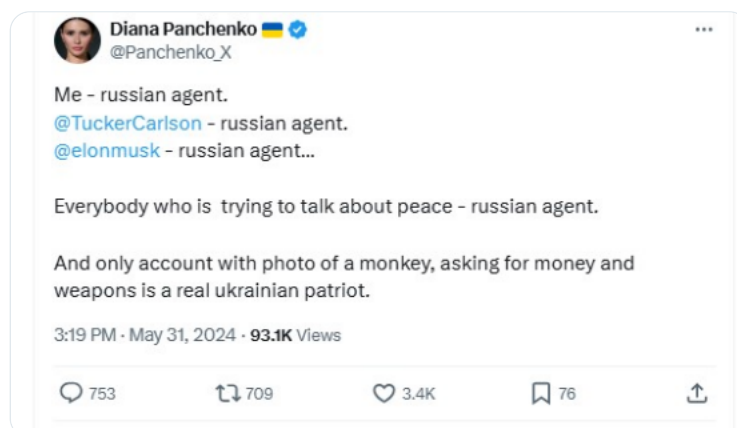 Diana Panchenko 🇺🇦
@Panchenko_X
Me - russian agent.
@TuckerCarlson - russian agent.
@elonmusk - russian agent...
Everybody who is  trying to talk about peace - russian agent.
And only account with photo of a monkey, asking for money and
weapons is a real ukrainian patriot.
3:19 PM · May 31, 2024 · 93.1K Views
753 709 3.4K 76